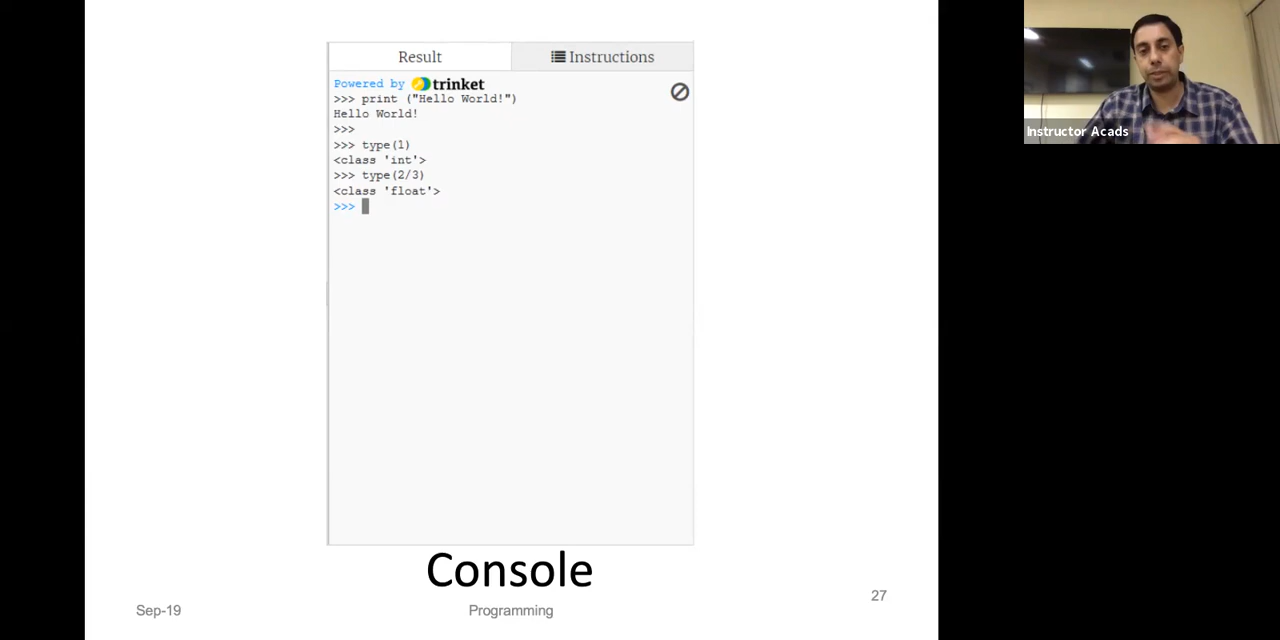 Result
Instructions
Powered by trinket
>>> print ("Hello World!")
Hello World!
>>>
>>> type(1)
<class 'int'>
>>> type(2/3)
<class 'float'>
>>>
Console
Sep-19
Programming
27
Instructor Acads